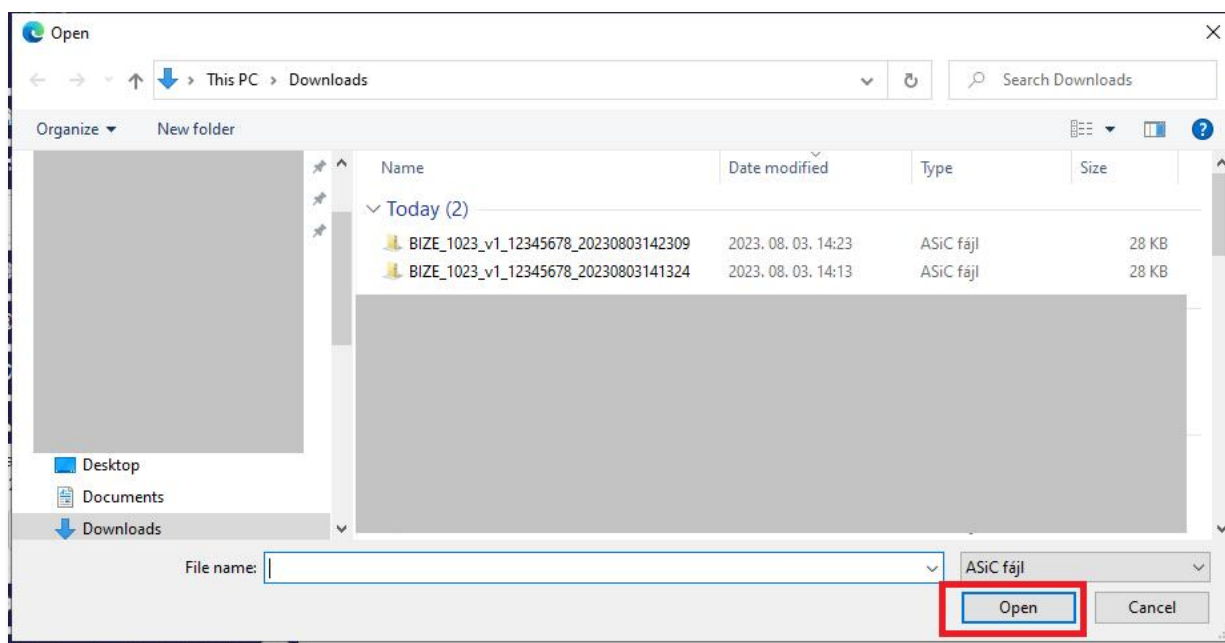 Open
This PC > Downloads
Search Downloads
Organize
New folder
Name Date modified Type Size
Today (2)
BIZE_1023_v1_12345678_20230803142309 2023. 08. 03. 14:23 ASiC fájl 28 KB
BIZE_1023_v1_12345678_20230803141324 2023. 08. 03. 14:13 ASiC fájl 28 KB
Desktop
Documents
Downloads
File name: ASiC fájl
Open Cancel